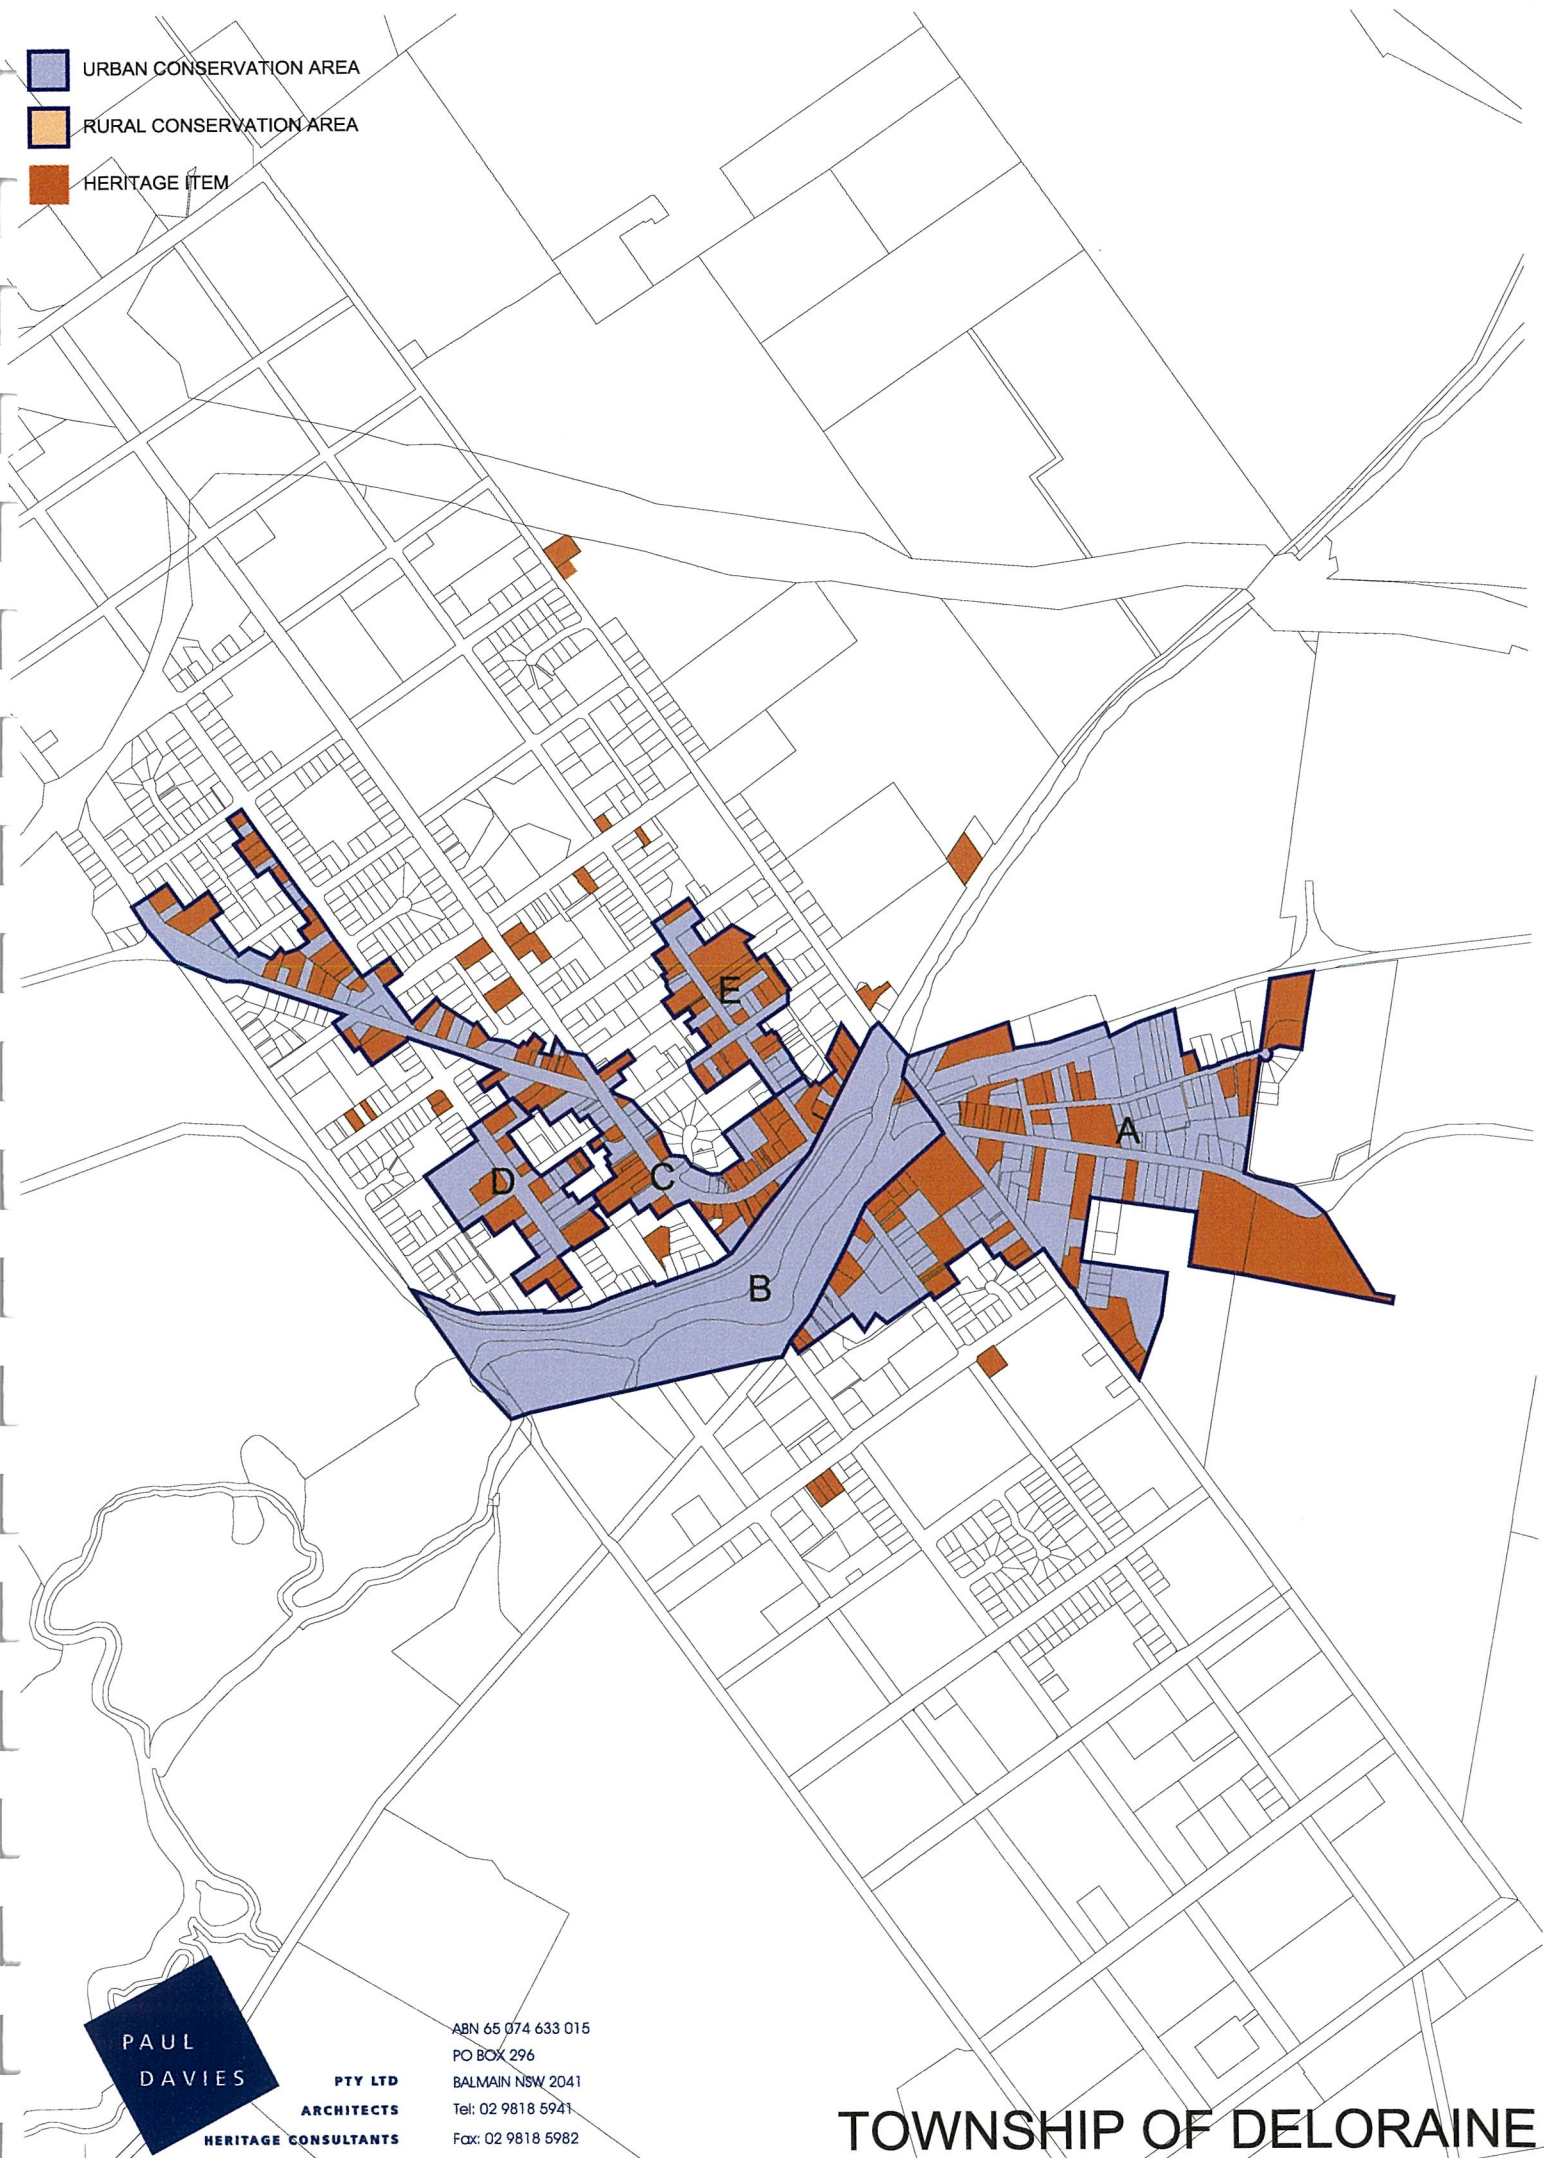 URBAN CONSERVATION AREA
RURAL CONSERVATION AREA
HERITAGE ITEM
E
A
D
C
B
PAUL
DAVIES
PTY LTD
ARCHITECTS
HERITAGE CONSULTANTS
ABN 65 074 633 015
PO BOX 296
BALMAIN NSW 2041
Tel: 02 9818 5941
Fax: 02 9818 5982
TOWNSHIP OF DELORAINE